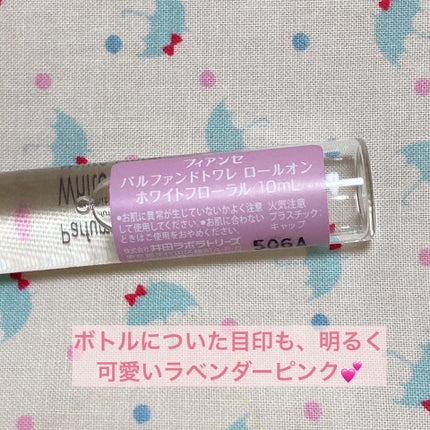 フィアンセ
パルファンドトワレ ロールオン
ホワイトフローラル 10mL
●お肌に異常が生じていないかよく注意 火気注意
して使用してください。●お肌に合わない プラスチック:
ときはご使用をおやめください。 キャップ
株式会社 井田ラボラトリーズ
506A
White
Parfum
ボトルについた目印も、明るく
可愛いラベンダーピンク💕